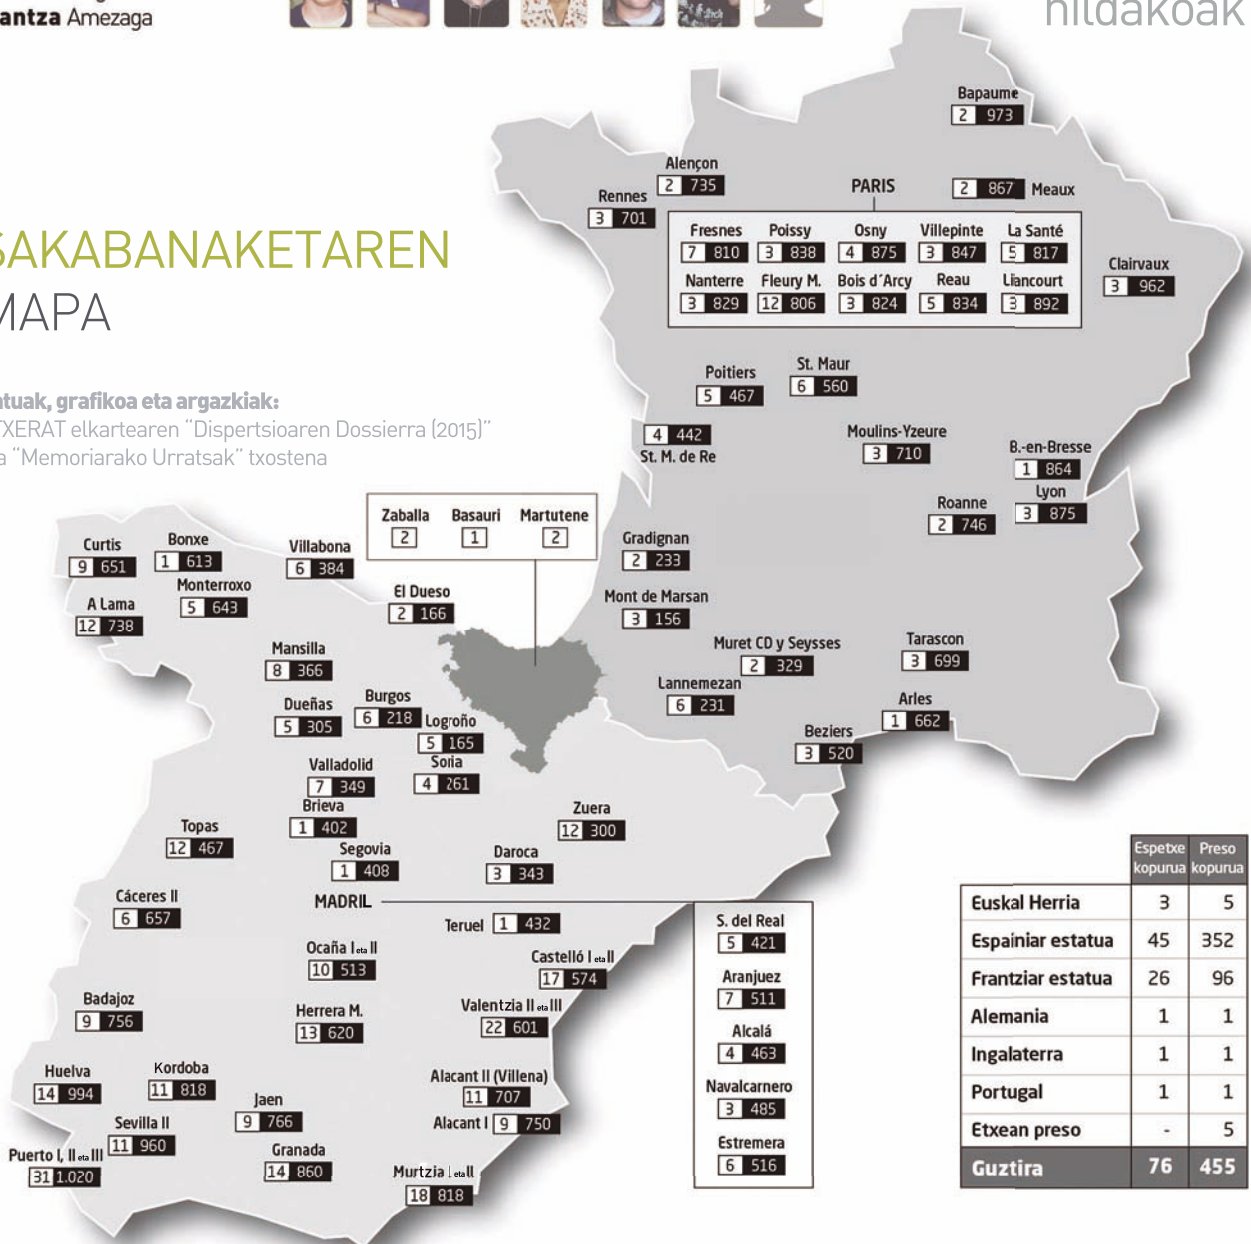 antza Amezaga
hildakoak
SAKABANAKETAREN
MAPA
atuak, grafikoa eta argazkiak:
TXERAT elkartearen “Dispertsioaren Dossierra (2015)”
a “Memoriarako Urratsak” txostena
Bapaume
2 973
Alençon
2 735
Rennes
3 701
PARIS
2 867 Meaux
Fresnes Poissy Osny Villepinte La Santé
7 810 3 838 4 875 3 847 5 817
Nanterre Fleury M. Bois d´Arcy Reau Liancourt
3 829 12 806 3 824 5 834 3 892
Clairvaux
3 962
Poitiers
5 467
St. Maur
6 560
4 442
St. M. de Re
Moulins-Yzeure
3 710
B.-en-Bresse
1 864
Lyon
3 875
Roanne
2 746
Zaballa Basauri Martutene
2 1 2
Gradignan
2 233
Mont de Marsan
3 156
Muret CD y Seysses
2 329
Lannemezan
6 231
Tarascon
3 699
Arles
1 662
Beziers
3 520
Curtis
9 651
Bonxe
1 613
Villabona
6 384
Monterroxo
5 643
A Lama
12 738
El Dueso
2 166
Mansilla
8 366
Dueñas
5 305
Burgos
6 218
Logroño
5 165
Soria
4 261
Valladolid
7 349
Brieva
1 402
Topas
12 467
Segovia
1 408
Zuera
12 300
Daroca
3 343
Cáceres II
6 657
MADRIL
Teruel 1 432
S. del Real
5 421
Aranjuez
7 511
Alcalá
4 463
Navalcarnero
3 485
Estremera
6 516
Ocaña I eta II
10 513
Castelló I eta II
17 574
Badajoz
9 756
Herrera M.
13 620
Valentzia II eta III
22 601
Huelva
14 994
Kordoba
11 818
Alacant II (Villena)
11 707
Jaen
9 766
Alacant I 9 750
Sevilla II
11 960
Puerto I, II eta III
31 1.020
Granada
14 860
Murtzia I eta II
18 818
Espetxe kopurua Preso kopurua
Euskal Herria 3 5
Espainiar estatua 45 352
Frantziar estatua 26 96
Alemania 1 1
Ingalaterra 1 1
Portugal 1 1
Etxean preso - 5
Guztira 76 455